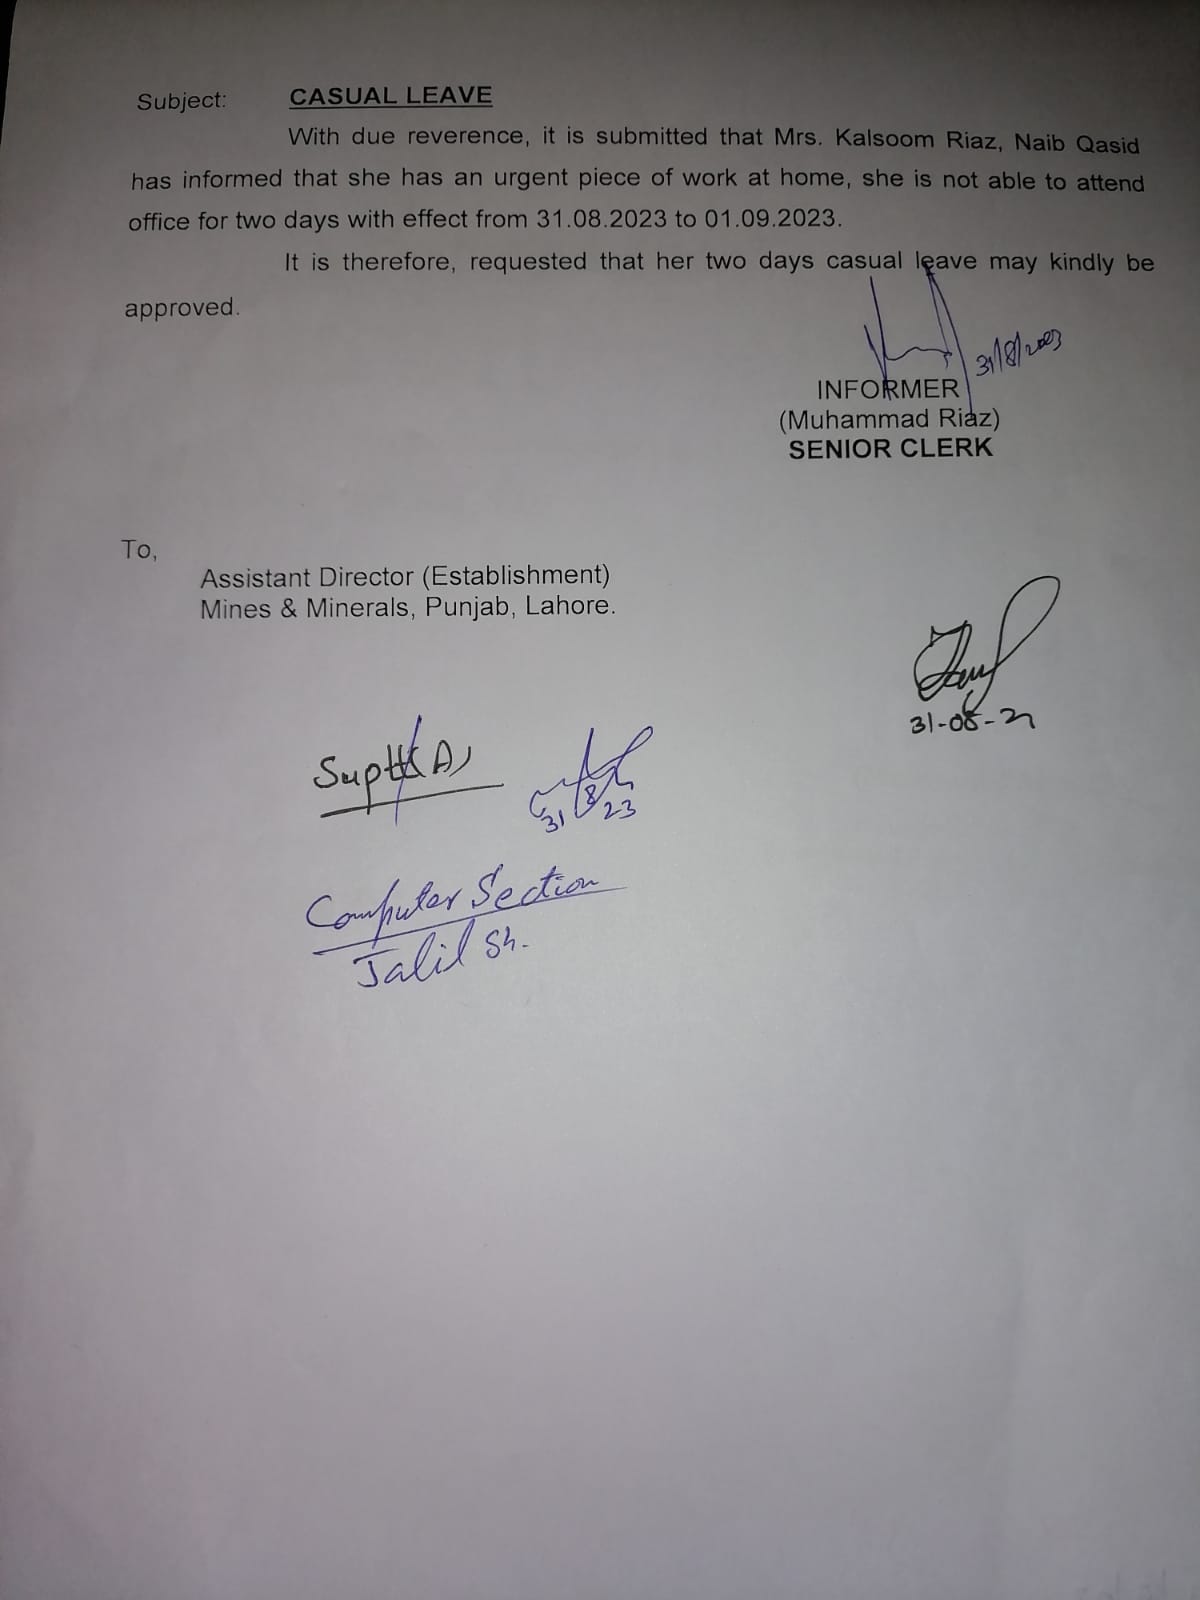 Subject: CASUAL LEAVE
With due reverence, it is submitted that Mrs. Kalsoom Riaz, Naib Qasid
has informed that she has an urgent piece of work at home, she is not able to attend
office for two days with effect from 31.08.2023 to 01.09.2023.
It is therefore, requested that her two days casual leave may kindly be
approved.
31/8/2023
INFORMER
(Muhammad Riaz)
SENIOR CLERK
To,
Assistant Director (Establishment)
Mines & Minerals, Punjab, Lahore.
31-08-
Suptt(A)
31 8 23
Computer Section
Jalil Sh.